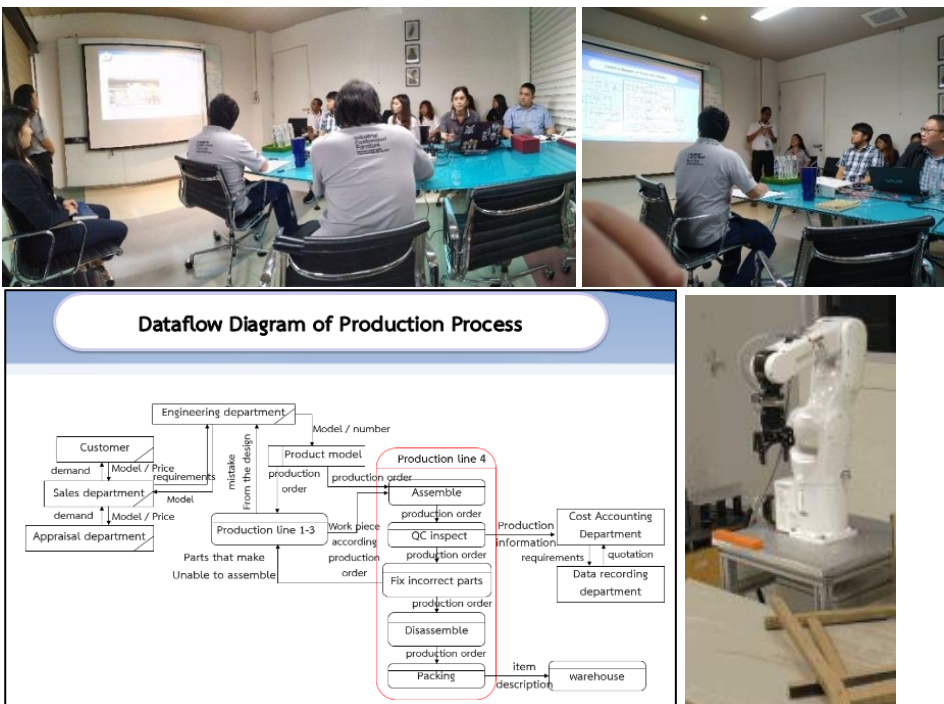 Industrial
Customized
Furniture
Dataflow Diagram of Production Process
Engineering department
Model / number
Customer
demand
Model / Price
requirements
Sales department
Model
demand
Model / Price
Appraisal department
mistake
From the design
Product model
production
order
production order
Production line 1-3
Work piece
according
production
order
Parts that make
Unable to assemble
Production line 4
Assemble
production order
QC inspect
production order
Fix incorrect parts
production order
Disassemble
production order
Packing
Production
information
Cost Accounting
Department
requirements
quotation
Data recording
department
item
description
warehouse